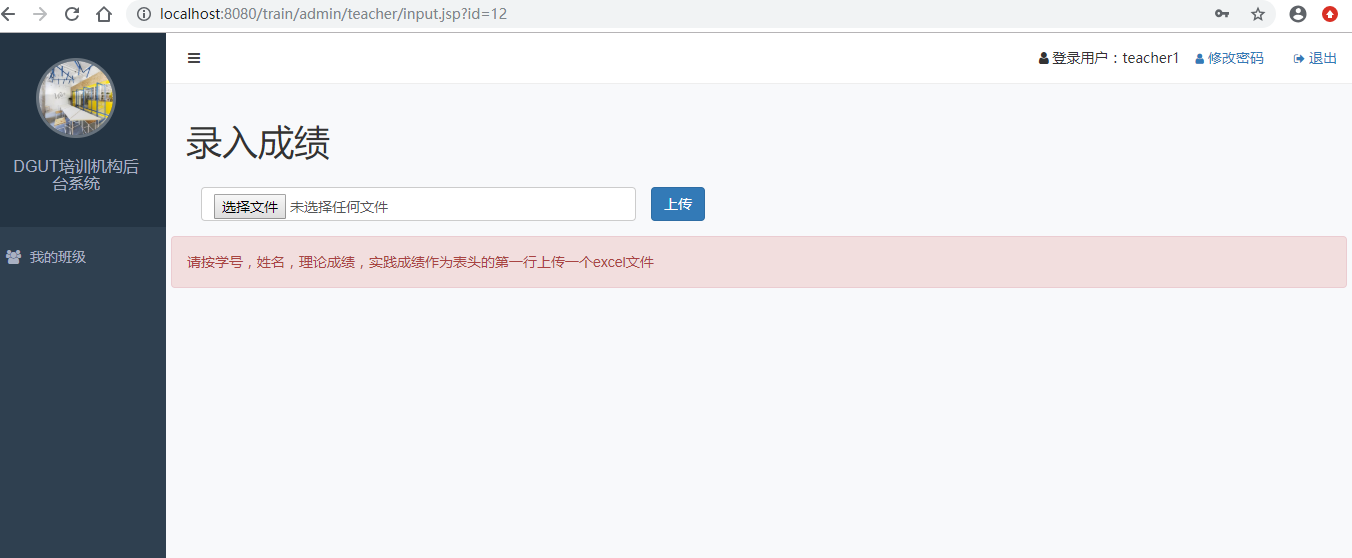 localhost:8080/train/admin/teacher/input.jsp?id=12
登录用户：teacher1 修改密码 退出
DGUT培训机构后
台系统
我的班级
录入成绩
选择文件 未选择任何文件 上传
请按学号，姓名，理论成绩，实践成绩作为表头的第一行上传一个excel文件